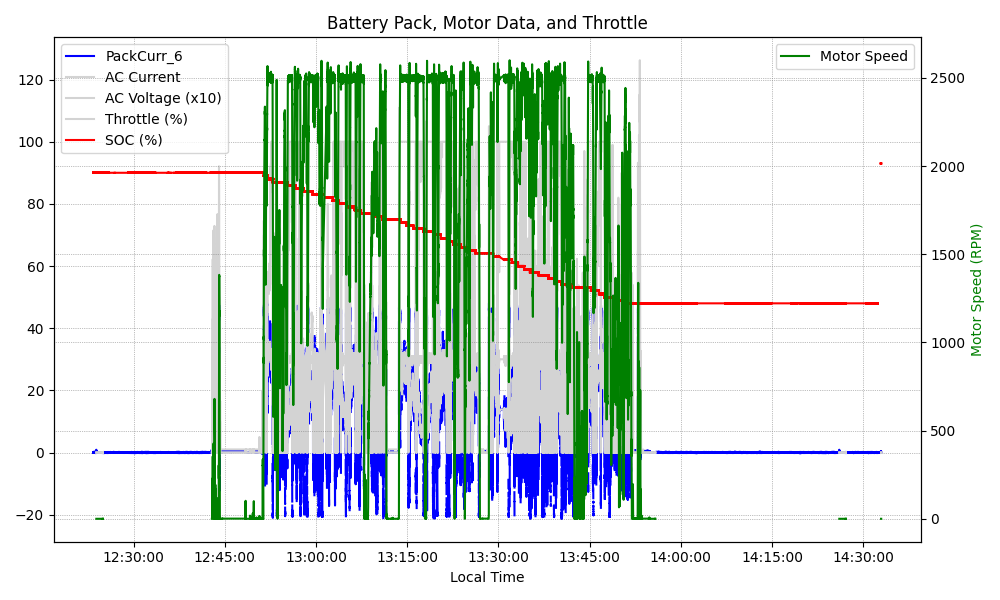 Battery Pack, Motor Data, and Throttle
PackCurr_6
AC Current
AC Voltage (x10)
Throttle (%)
SOC (%)
Motor Speed
120
100
80
60
40
20
0
−20
2500
2000
1500
1000
500
0
Motor Speed (RPM)
12:30:00 12:45:00 13:00:00 13:15:00 13:30:00 13:45:00 14:00:00 14:15:00 14:30:00
Local Time